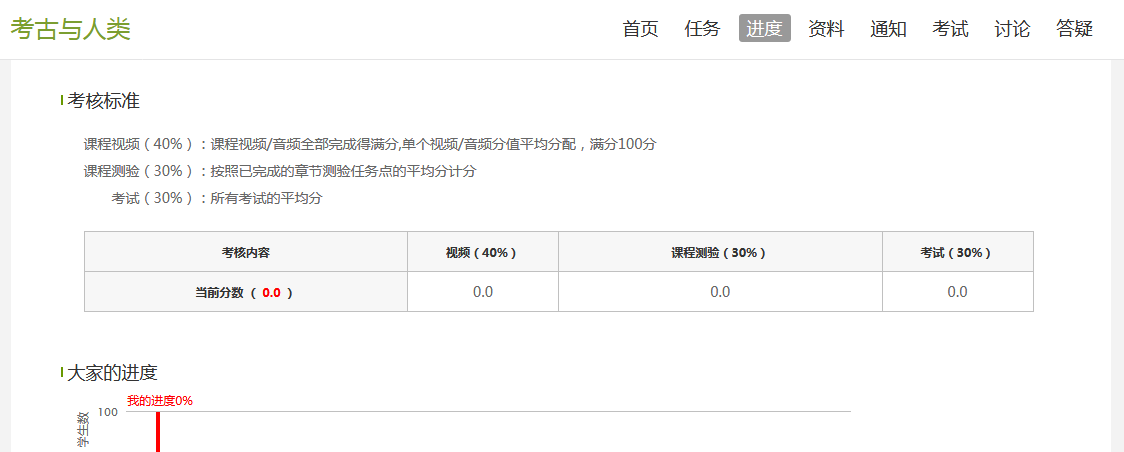 考古与人类
首页 任务 进度 资料 通知 考试 讨论 答疑
考核标准
课程视频（40%）：课程视频/音频全部完成得满分,单个视频/音频分值平均分配，满分100分
课程测验（30%）：按照已完成的章节测验任务点的平均分计分
考试（30%）：所有考试的平均分
考核内容 视频（40%） 课程测验（30%） 考试（30%）
当前分数（ 0.0 ） 0.0 0.0 0.0
大家的进度
我的进度0%
100
学生数